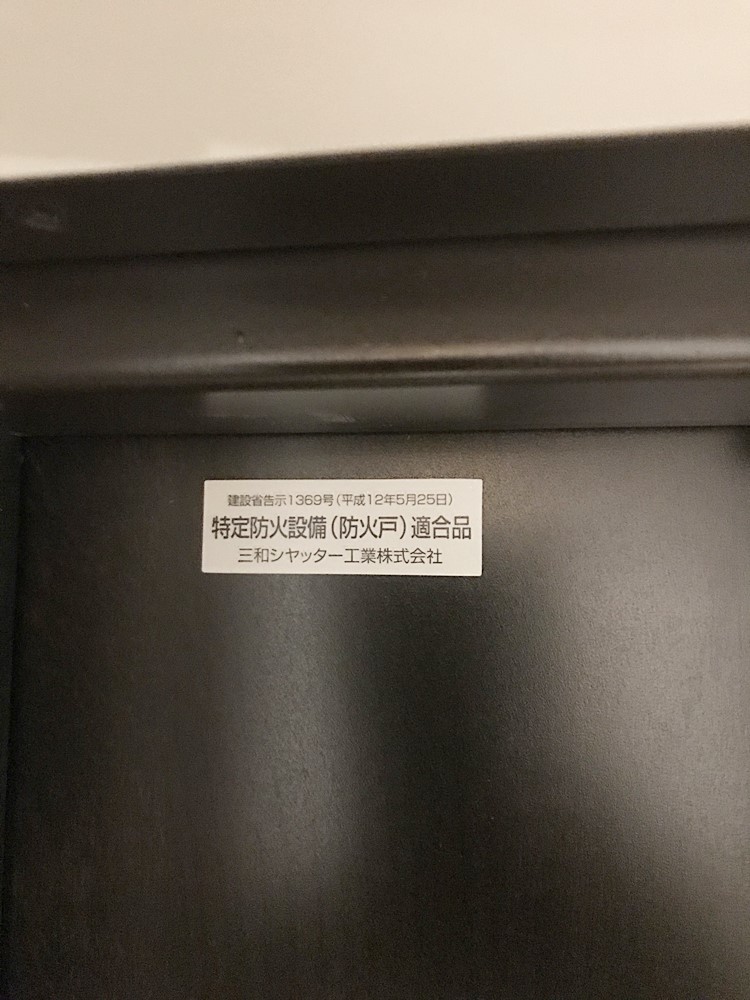 建設省告示1369号(平成12年5月25日)
特定防火設備(防火戸)適合品
三和シヤッター工業株式会社